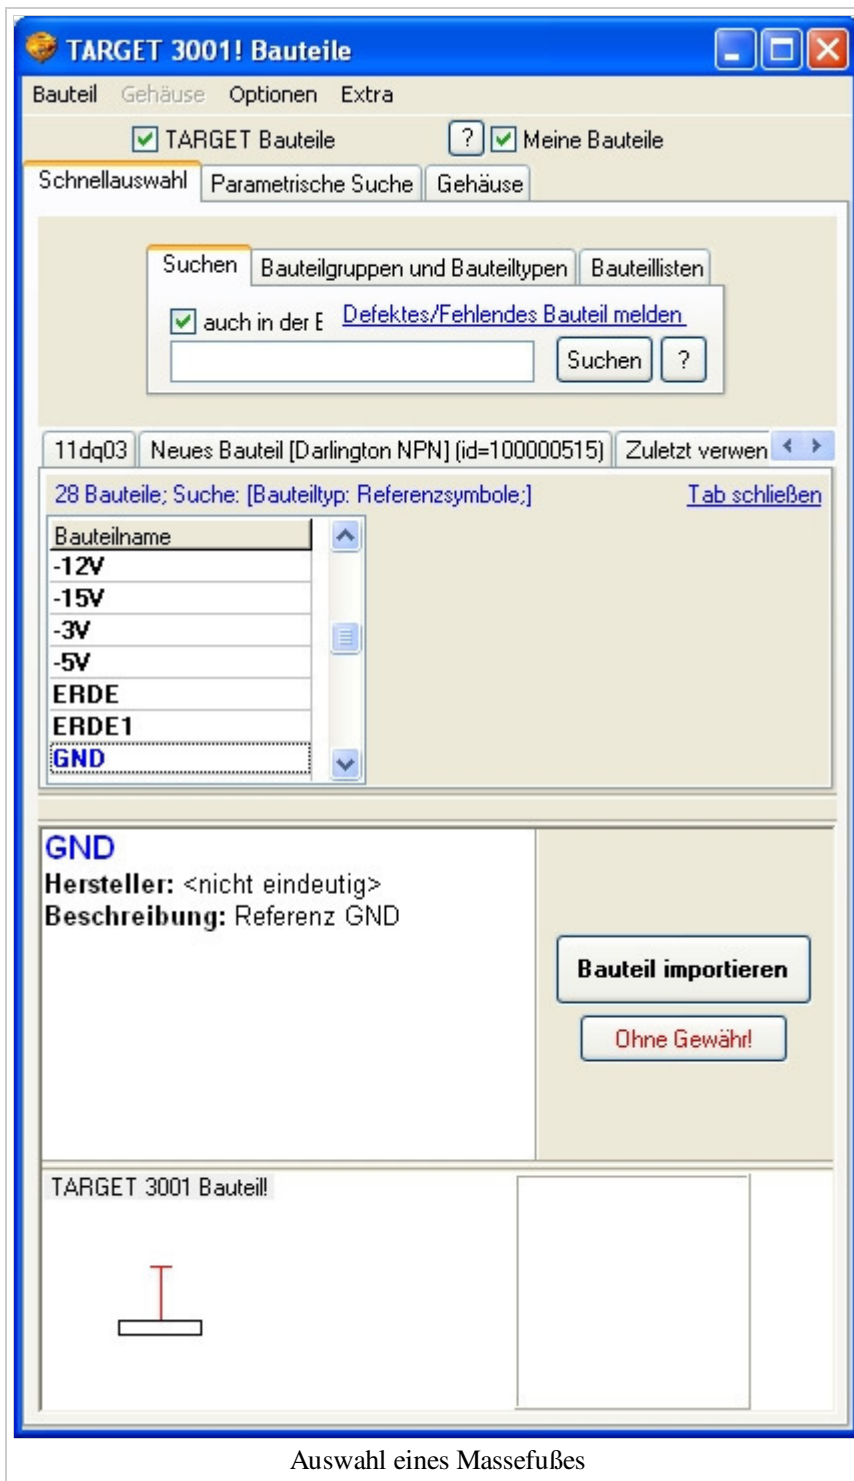 TARGET 3001! Bauteile
Bauteil Gehäuse Optionen Extra
TARGET Bauteile ? Meine Bauteile
Schnellauswahl Parametrische Suche Gehäuse
Suchen Bauteilgruppen und Bauteiltypen Bauteillisten
auch in der E Defektes/Fehlendes Bauteil melden
Suchen ?
11dq03 Neues Bauteil [Darlington NPN] (id=100000515) Zuletzt verwen
28 Bauteile; Suche: [Bauteiltyp: Referenzsymbole;] Tab schließen
Bauteilname
-12V
-15V
-3V
-5V
ERDE
ERDE1
GND
GND
Hersteller: <nicht eindeutig>
Beschreibung: Referenz GND
Bauteil importieren
Ohne Gewähr!
TARGET 3001 Bauteil!
Auswahl eines Massefußes